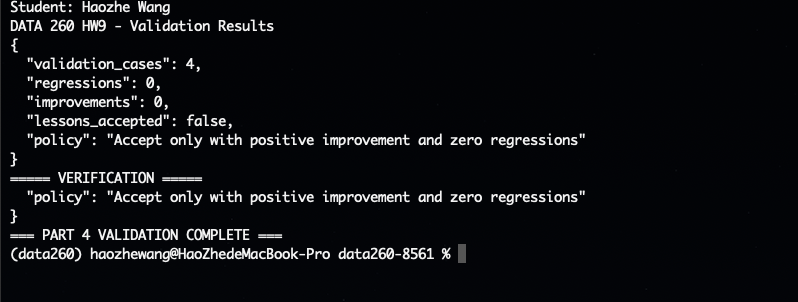 Student: Haozhe Wang
DATA 260 HW9 - Validation Results
{
  "validation_cases": 4,
  "regressions": 0,
  "improvements": 0,
  "lessons_accepted": false,
  "policy": "Accept only with positive improvement and zero regressions"
}
===== VERIFICATION =====
  "policy": "Accept only with positive improvement and zero regressions"
}
=== PART 4 VALIDATION COMPLETE ===
(data260) haozhewang@HaoZhedeMacBook-Pro data260-8561 %